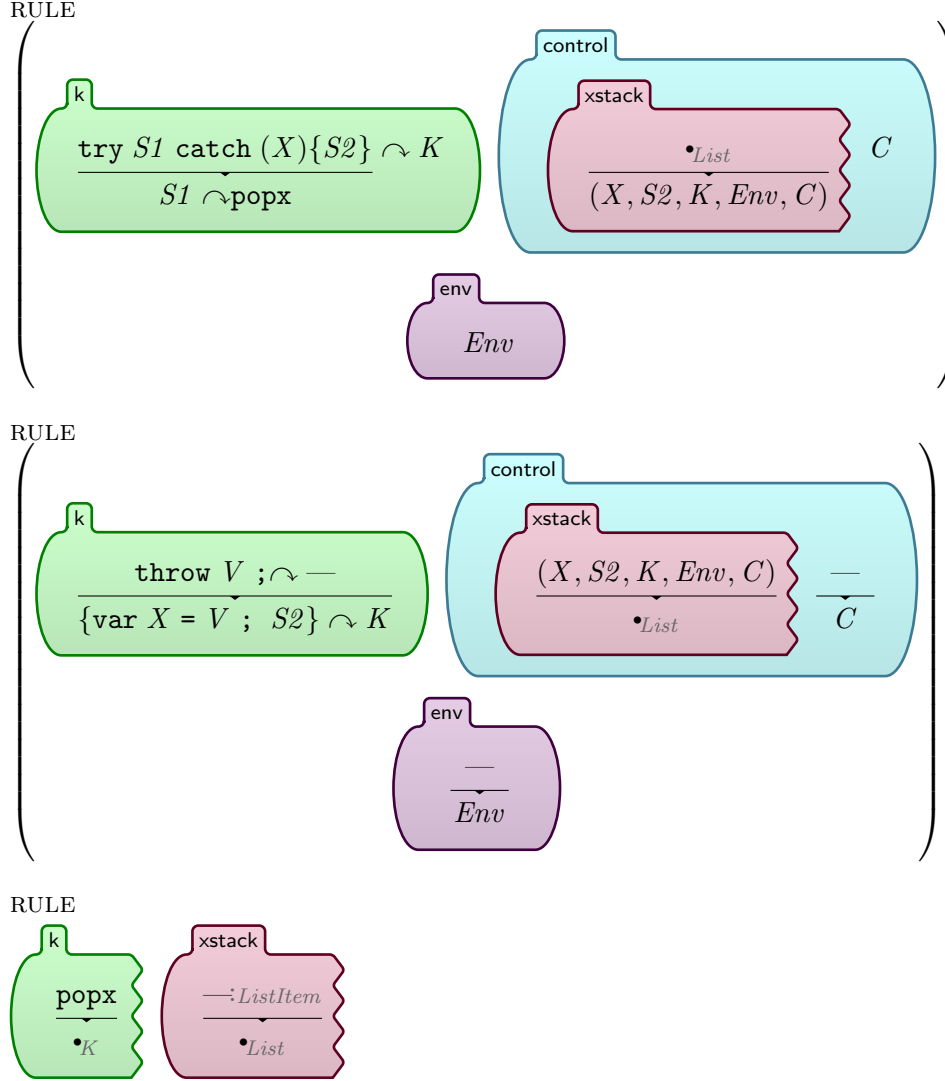 RULE
control
k
xstack
try S1 catch (X){S2} ↷ K
•List
C
S1 ↷popx
(X, S2, K, Env, C)
env
Env
RULE
control
k
xstack
throw V ;↷ —
(X, S2, K, Env, C)
—
{var X = V ; S2} ↷ K
•List
C
env
—
Env
RULE
k
xstack
popx
—:ListItem
•K
•List